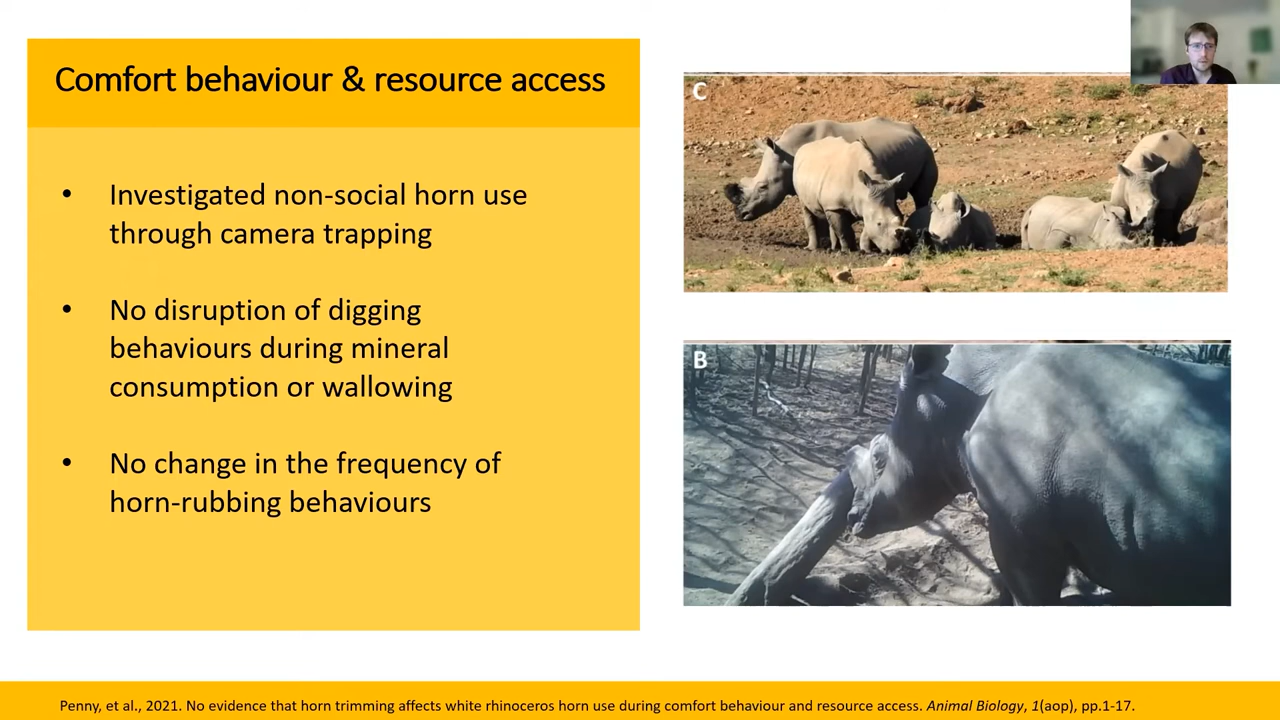 Comfort behaviour & resource access
• Investigated non-social horn use
through camera trapping
• No disruption of digging
behaviours during mineral
consumption or wallowing
• No change in the frequency of
horn-rubbing behaviours
C
B
Penny, et al., 2021. No evidence that horn trimming affects white rhinoceros horn use during comfort behaviour and resource access. Animal Biology, 1(aop), pp.1-17.